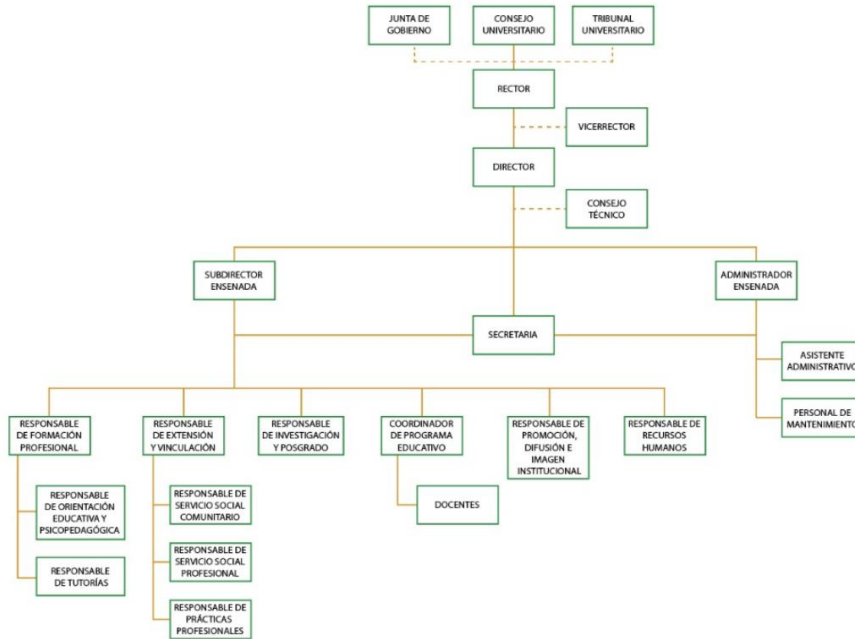 JUNTA DE
GOBIERNO
CONSEJO
UNIVERSITARIO
TRIBUNAL
UNIVERSITARIO
RECTOR
VICERRECTOR
DIRECTOR
CONSEJO
TÉCNICO
SUBDIRECTOR
ENSENADA
ADMINISTRADOR
ENSENADA
SECRETARIA
ASISTENTE
ADMINISTRATIVO
PERSONAL DE
MANTENIMIENTO
RESPONSABLE
DE FORMACIÓN
PROFESIONAL
RESPONSABLE
DE EXTENSIÓN
Y VINCULACIÓN
RESPONSABLE
DE INVESTIGACIÓN
Y POSGRADO
COORDINADOR
DE PROGRAMA
EDUCATIVO
RESPONSABLE DE
PROMOCIÓN,
DIFUSIÓN E
IMAGEN
INSTITUCIONAL
RESPONSABLE DE
RECURSOS
HUMANOS
RESPONSABLE
DE ORIENTACIÓN
EDUCATIVA Y
PSICOPEDAGÓGICA
RESPONSABLE
DE TUTORÍAS
RESPONSABLE DE
SERVICIO SOCIAL
COMUNITARIO
RESPONSABLE DE
SERVICIO SOCIAL
PROFESIONAL
RESPONSABLE DE
PRÁCTICAS
PROFESIONALES
DOCENTES